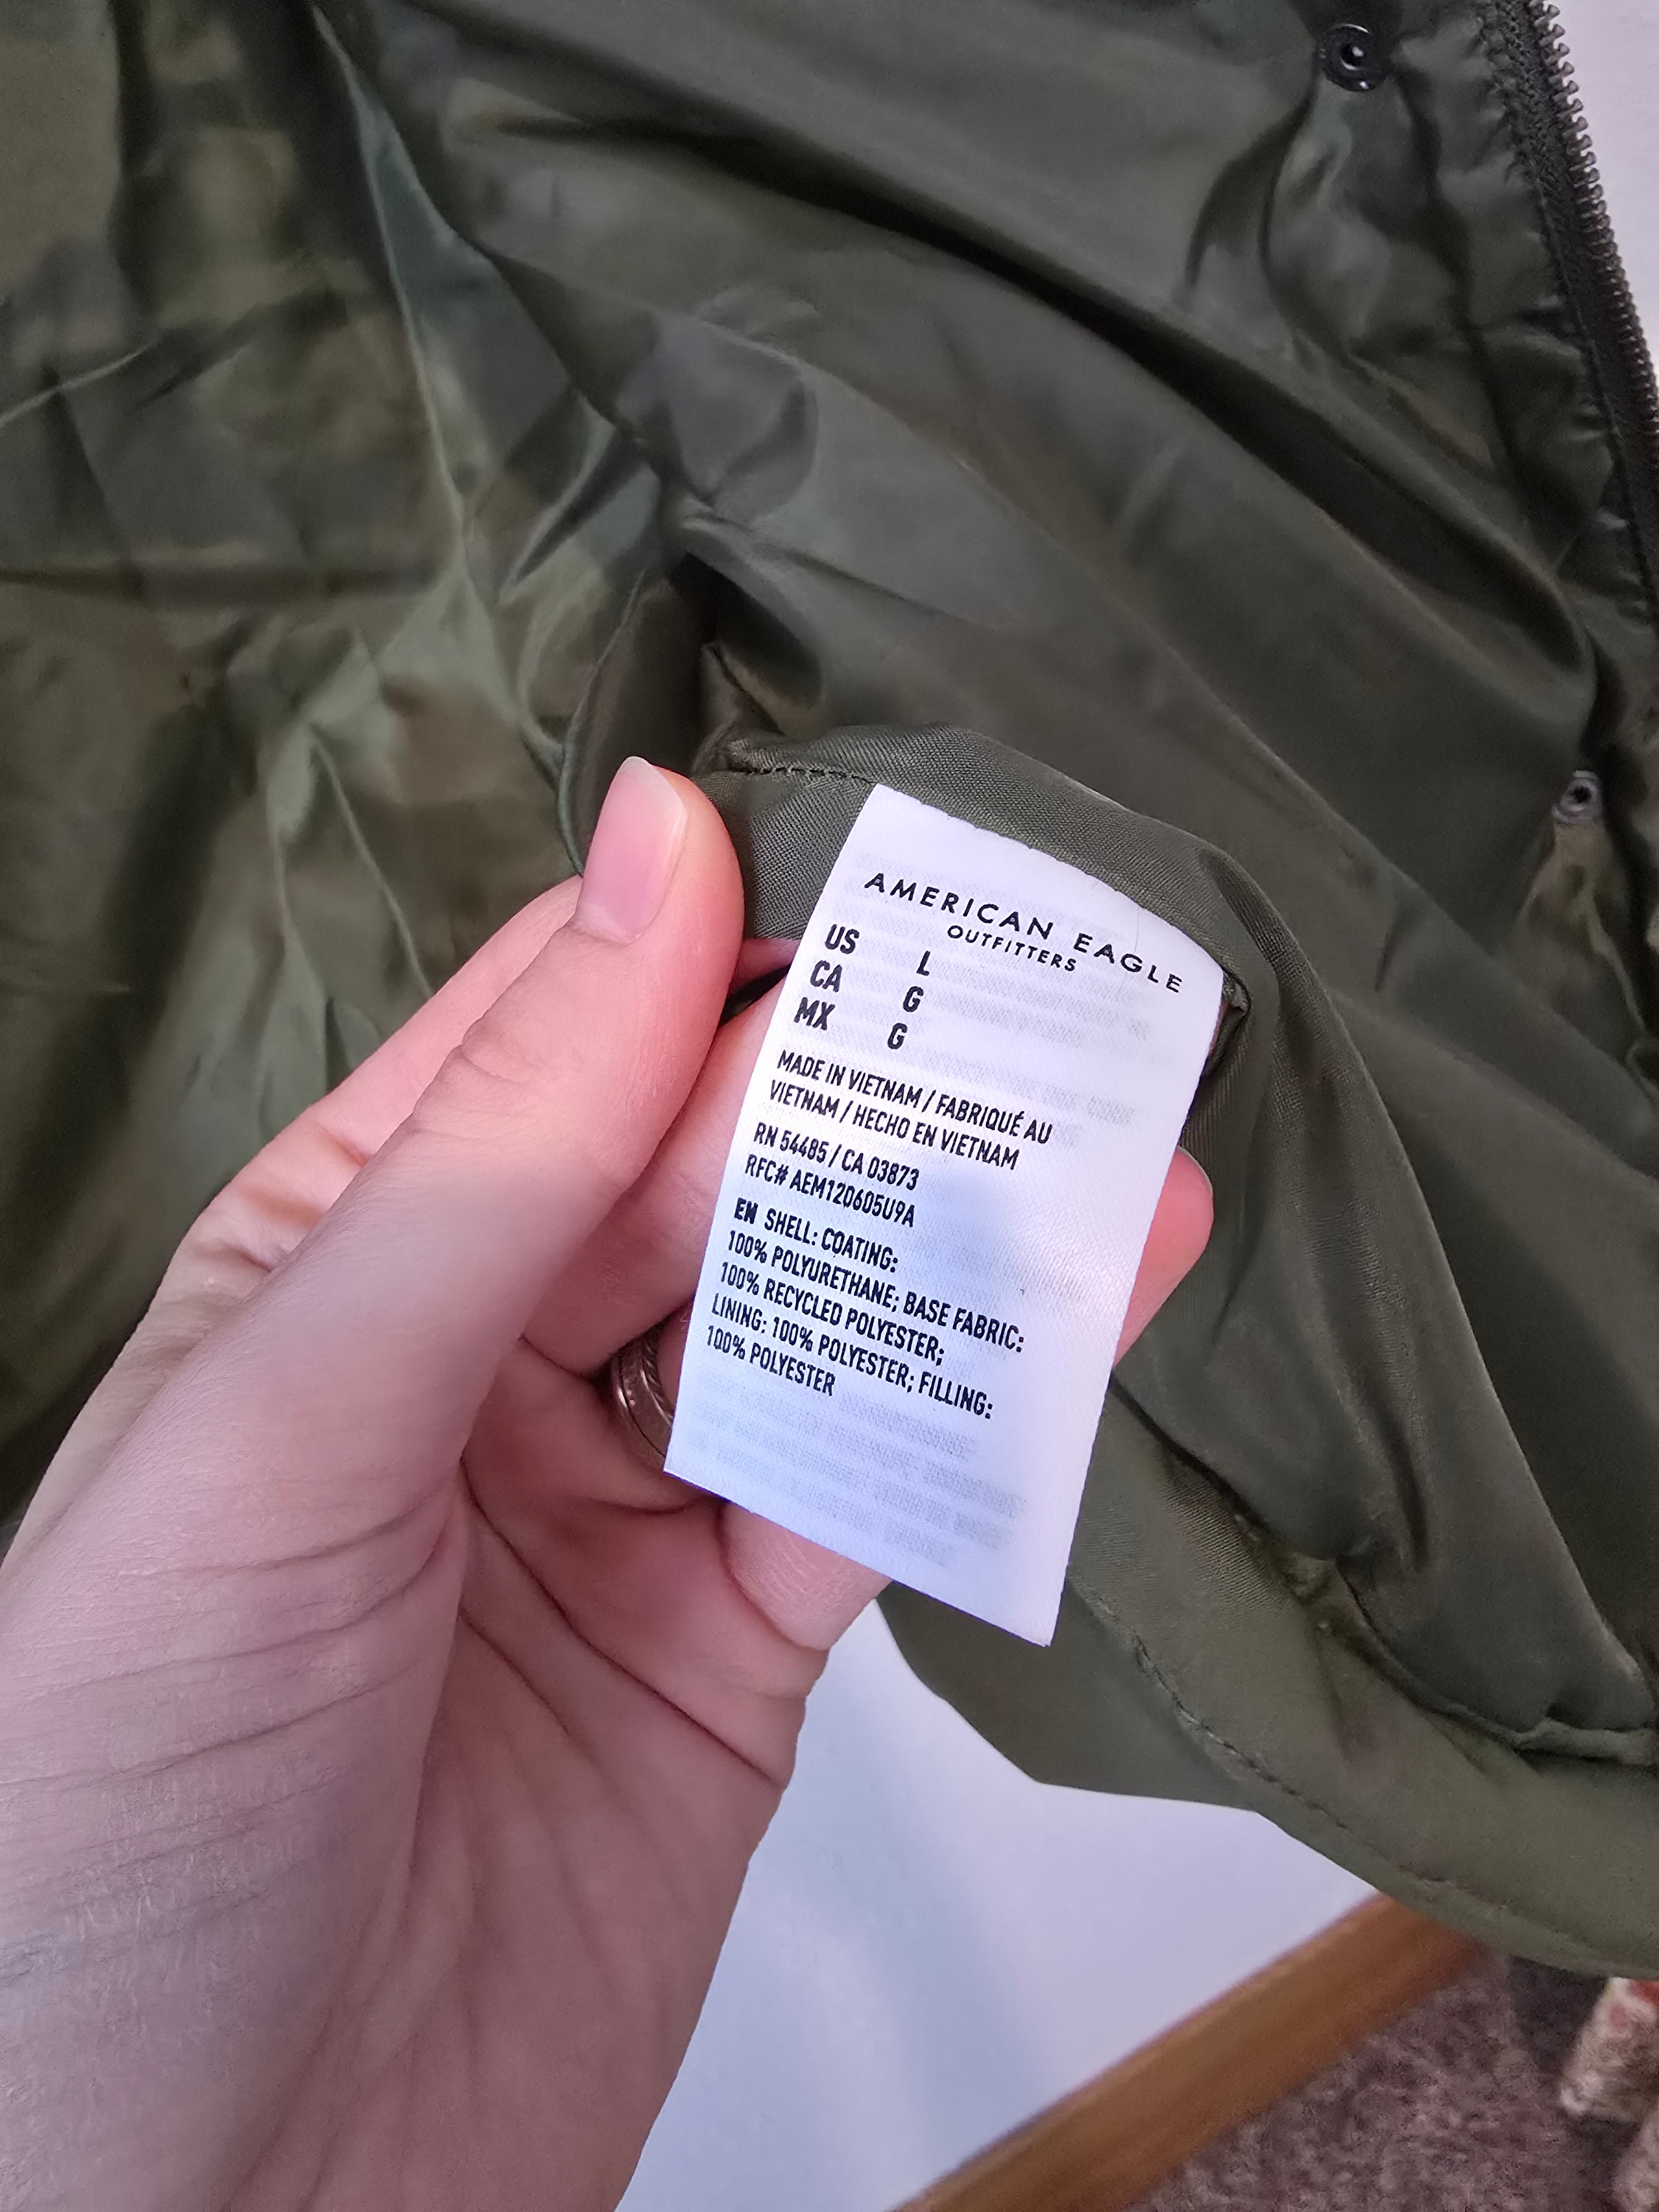 AMERICAN EAGLE
OUTFITTERS
US L
CA G
MX G
MADE IN VIETNAM / FABRIQUÉ AU
VIETNAM / HECHO EN VIETNAM
RN 54485 / CA 03873
RFC# AEM120605U9A
EN SHELL: COATING:
100% POLYURETHANE; BASE FABRIC:
100% RECYCLED POLYESTER;
LINING: 100% POLYESTER; FILLING:
100% POLYESTER